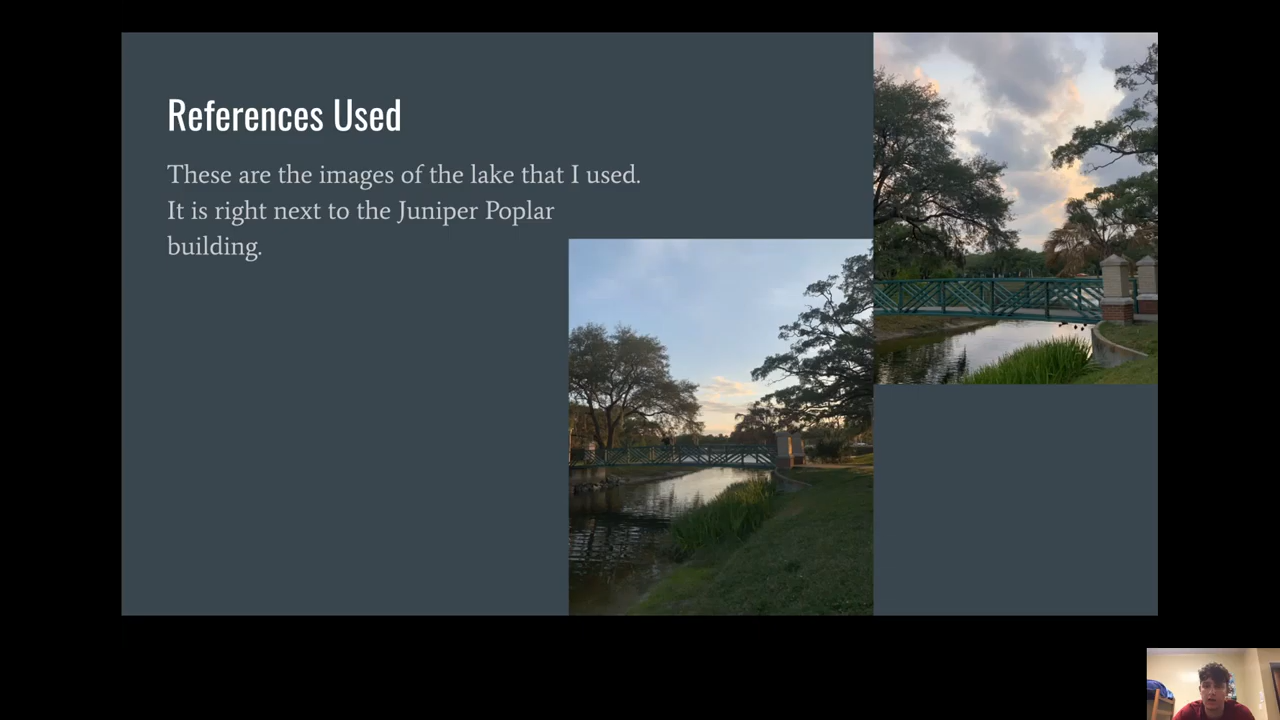 References Used
These are the images of the lake that I used.
It is right next to the Juniper Poplar
building.